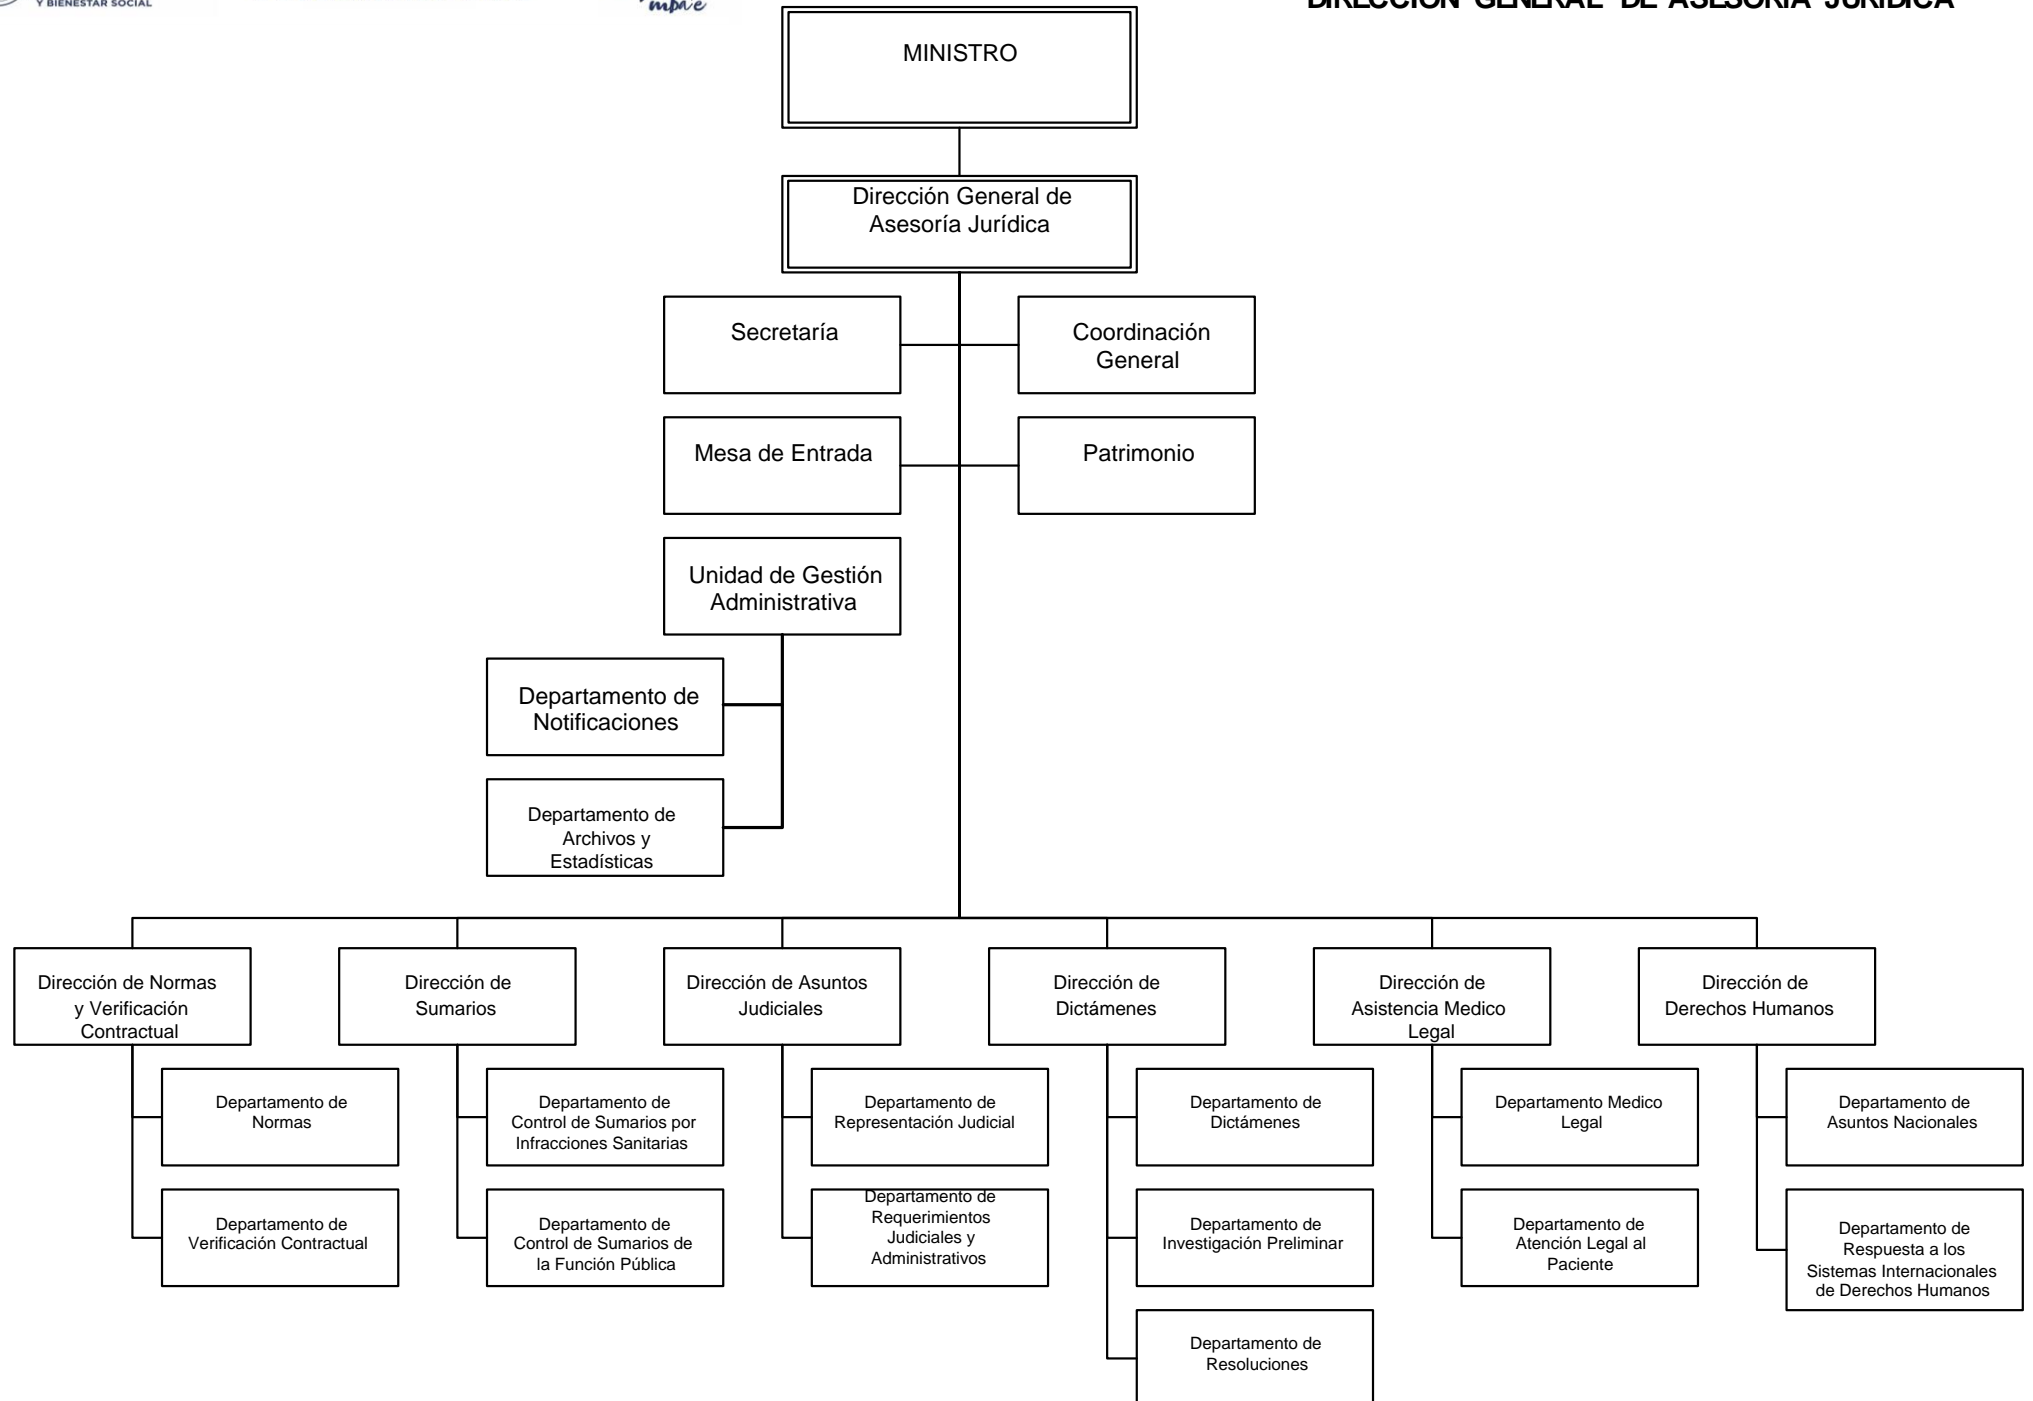 Y BIENESTAR SOCIAL
DIRECCIÓN GENERAL DE ASESORÍA JURÍDICA
MINISTRO
Dirección General de
Asesoría Jurídica
Secretaría
Coordinación
General
Mesa de Entrada
Patrimonio
Unidad de Gestión
Administrativa
Departamento de
Notificaciones
Departamento de
Archivos y
Estadísticas
Dirección de Normas
y Verificación
Contractual
Dirección de
Sumarios
Dirección de Asuntos
Judiciales
Dirección de
Dictámenes
Dirección de
Asistencia Medico
Legal
Dirección de
Derechos Humanos
Departamento de
Normas
Departamento de
Control de Sumarios por
Infracciones Sanitarias
Departamento de
Representación Judicial
Departamento de
Dictámenes
Departamento Medico
Legal
Departamento de
Asuntos Nacionales
Departamento de
Verificación Contractual
Departamento de
Control de Sumarios de
la Función Pública
Departamento de
Requerimientos
Judiciales y
Administrativos
Departamento de
Investigación Preliminar
Departamento de
Atención Legal al
Paciente
Departamento de
Respuesta a los
Sistemas Internacionales
de Derechos Humanos
Departamento de
Resoluciones